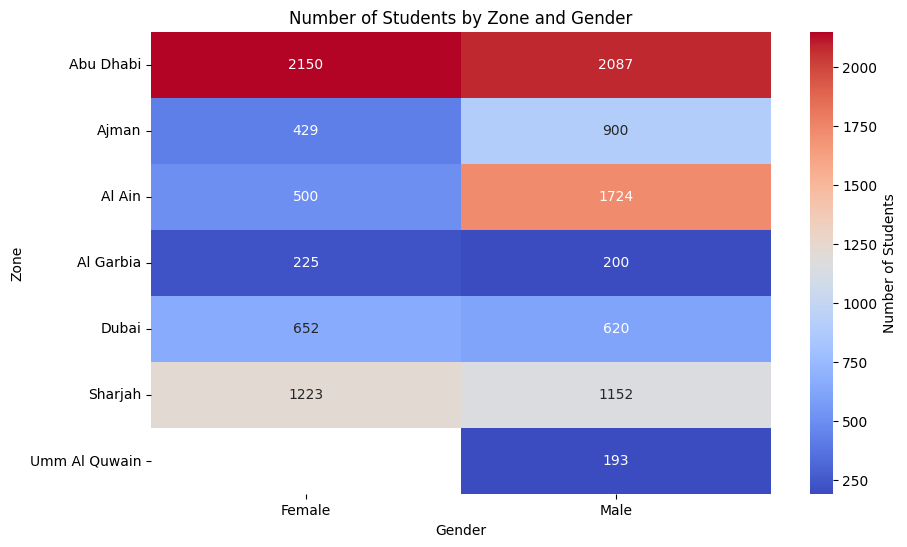 Number of Students by Zone and Gender
Zone
Abu Dhabi 2150 2087
Ajman 429 900
Al Ain 500 1724
Al Garbia 225 200
Dubai 652 620
Sharjah 1223 1152
Umm Al Quwain 193
Female Male
Gender
2000
1750
1500
1250
1000
750
500
250
Number of Students